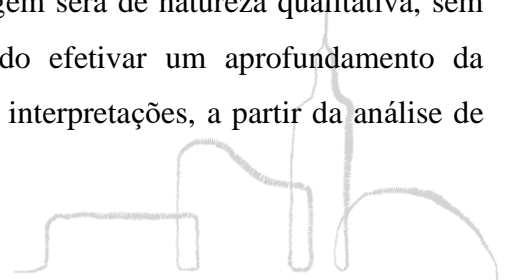 gem será de natureza qualitativa, sem
do efetivar um aprofundamento da
interpretações, a partir da análise de